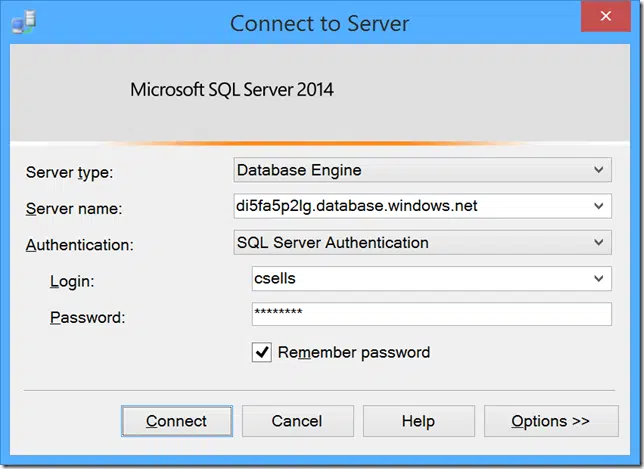 Connect to Server
Microsoft SQL Server 2014
Server type: Database Engine
Server name: di5fa5p2lg.database.windows.net
Authentication: SQL Server Authentication
Login: csells
Password: ********
Remember password
Connect Cancel Help Options >>